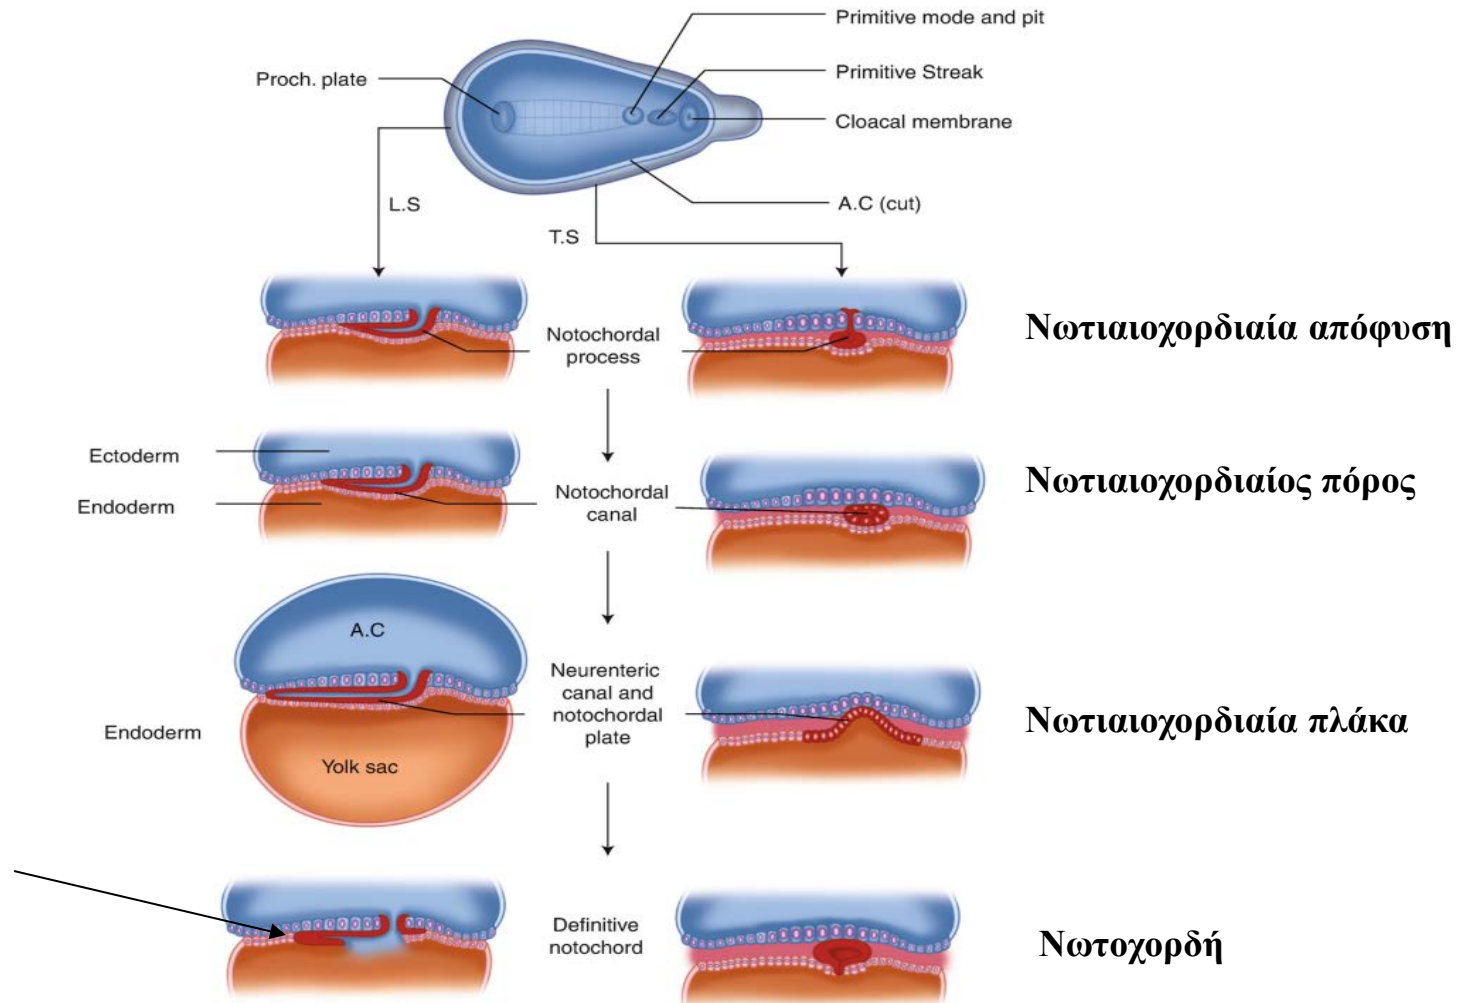 Primitive mode and pit
Proch. plate
Primitive Streak
Cloacal membrane
L.S
A.C (cut)
T.S
Notochordal
process
Νωτιαιοχορδιαία απόφυση
Ectoderm
Endoderm
Notochordal
canal
Νωτιαιοχορδιαίος πόρος
A.C
Endoderm
Yolk sac
Neurenteric
canal and
notochordal
plate
Νωτιαιοχορδιαία πλάκα
Definitive
notochord
Νωτοχορδή